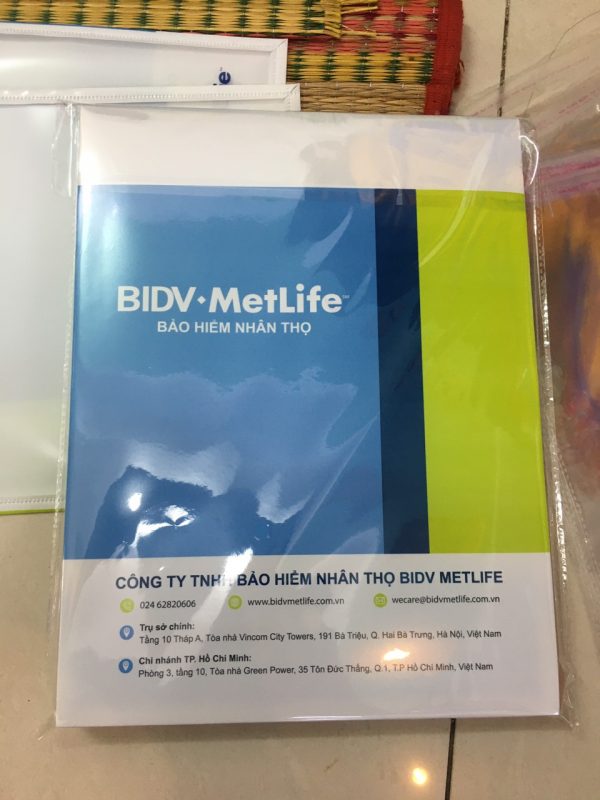 BIDV MetLife
BẢO HIỂM NHÂN THỌ
CÔNG TY TNHH BẢO HIỂM NHÂN THỌ BIDV METLIFE
024 62820606 www.bidvmetlife.com.vn wecare@bidvmetlife.com.vn
Trụ sở chính:
Tầng 10 Tháp A, Tòa nhà Vincom City Towers, 191 Bà Triệu, Q. Hai Bà Trưng, Hà Nội, Việt Nam
Chi nhánh TP. Hồ Chí Minh:
Phòng 3, tầng 10, Tòa nhà Green Power, 35 Tôn Đức Thắng, Q.1, T.P Hồ Chí Minh, Việt Nam